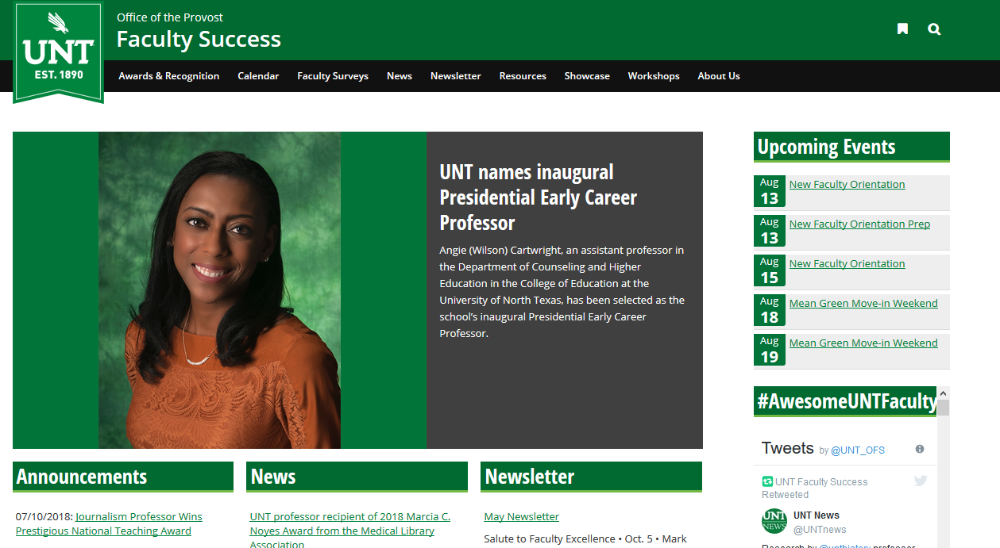 UNT
EST. 1890
Office of the Provost
Faculty Success
Awards & Recognition
Calendar
Faculty Surveys
News
Newsletter
Resources
Showcase
Workshops
About Us
UNT names inaugural
Presidential Early Career
Professor
Angie (Wilson) Cartwright, an assistant professor in
the Department of Counseling and Higher
Education in the College of Education at the
University of North Texas, has been selected as the
school’s inaugural Presidential Early Career
Professor.
Announcements
07/10/2018: Journalism Professor Wins
Prestigious National Teaching Award
News
UNT professor recipient of 2018 Marcia C.
Noyes Award from the Medical Library
Association
Newsletter
May Newsletter
Salute to Faculty Excellence • Oct. 5 • Mark
Upcoming Events
Aug
13
New Faculty Orientation
Aug
13
New Faculty Orientation Prep
Aug
15
New Faculty Orientation
Aug
18
Mean Green Move-in Weekend
Aug
19
Mean Green Move-in Weekend
#AwesomeUNTFaculty
Tweets by @UNT_OFS
UNT Faculty Success
Retweeted
UNT
NEWS
UNT News
@UNTnews
Research by @unthistory professor